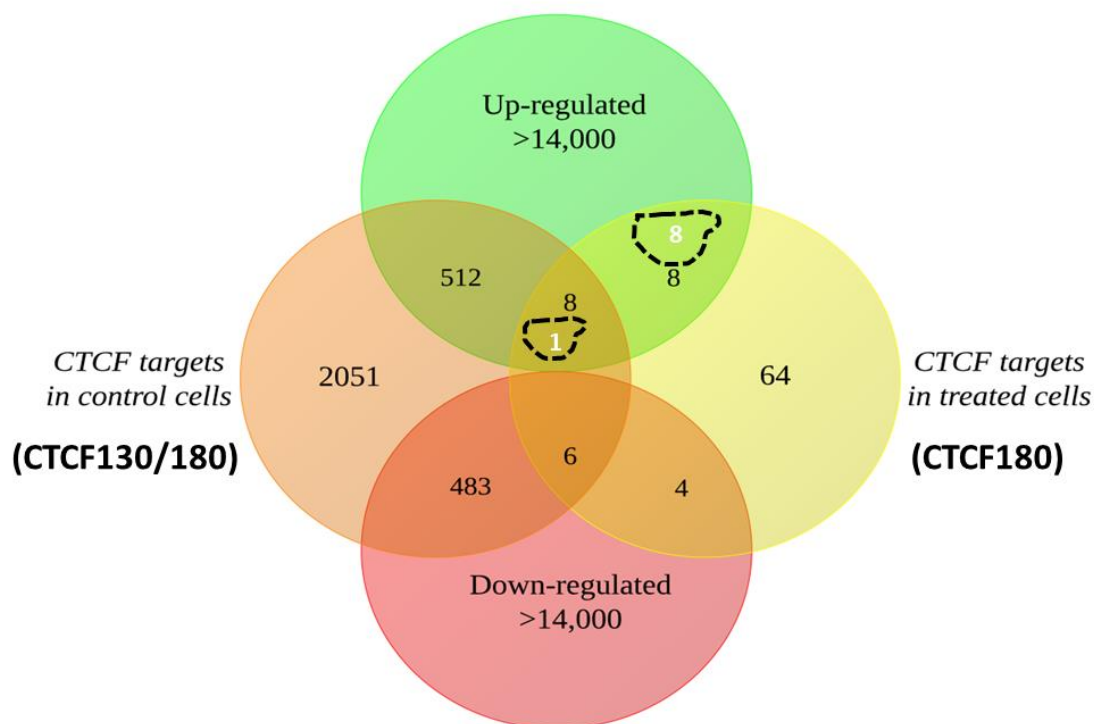 Up-regulated
>14,000
8
512
8
8
1
CTCF targets
in control cells
(CTCF130/180)
2051
64
CTCF targets
in treated cells
(CTCF180)
6
483
4
Down-regulated
>14,000